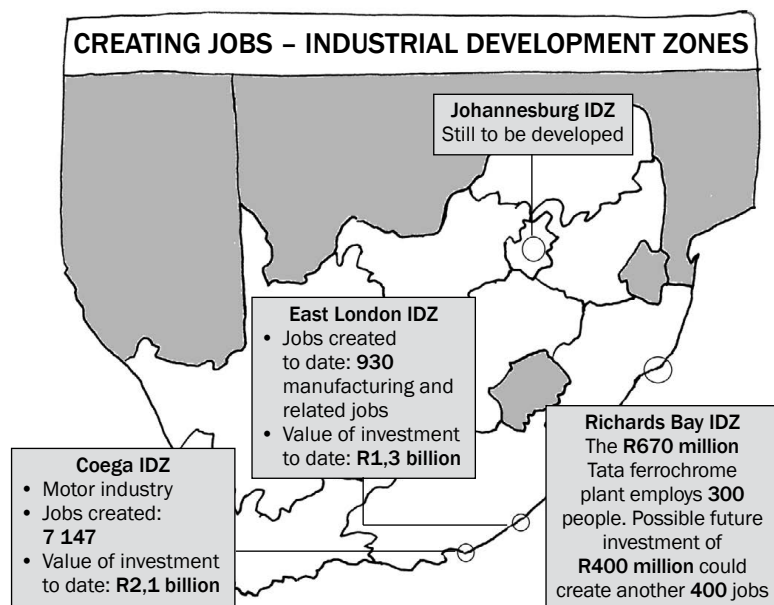 CREATING JOBS – INDUSTRIAL DEVELOPMENT ZONES
Johannesburg IDZ
Still to be developed
East London IDZ
• Jobs created
to date: 930
manufacturing and
related jobs
• Value of investment
to date: R1,3 billion
Richards Bay IDZ
The R670 million
Tata ferrochrome
plant employs 300
people. Possible future
investment of
R400 million could
create another 400 jobs
Coega IDZ
• Motor industry
• Jobs created:
7 147
• Value of investment
to date: R2,1 billion